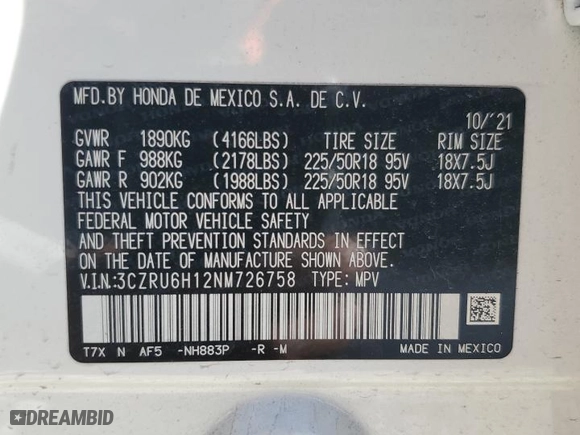 MFD.BY HONDA DE MEXICO S.A. DE C.V.
10/'21
GVWR 1890KG (4166LBS) TIRE SIZE RIM SIZE
GAWR F 988KG (2178LBS) 225/50R18 95V 18X7.5J
GAWR R 902KG (1988LBS) 225/50R18 95V 18X7.5J
THIS VEHICLE CONFORMS TO ALL APPLICABLE
FEDERAL MOTOR VEHICLE SAFETY
AND THEFT PREVENTION STANDARDS IN EFFECT
ON THE DATE OF MANUFACTURE SHOWN ABOVE.
V.I.N.:3CZRU6H12NM726758 TYPE: MPV
T7X N AF5 -NH883P -R -M MADE IN MEXICO
DREAMBID